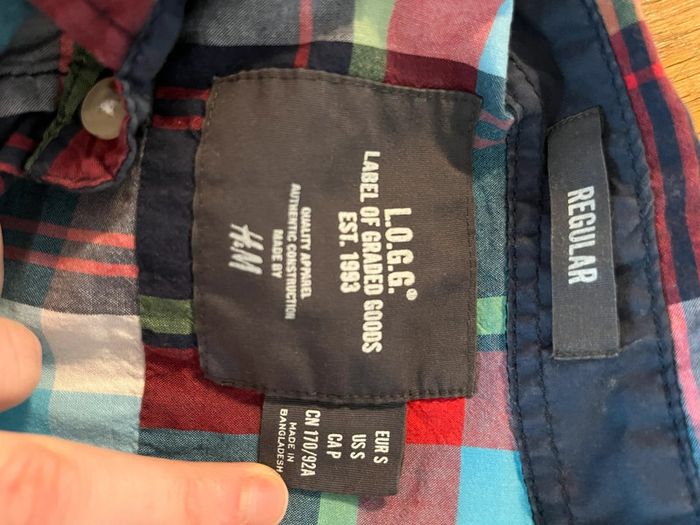 REGULAR
L.O.G.G.®
LABEL OF GRADED GOODS
EST. 1993
QUALITY APPAREL
AUTHENTIC CONSTRUCTION
MADE BY
H&M
EUR S
US S
CA P
CN 170/92A
MADE IN
BANGLADESH